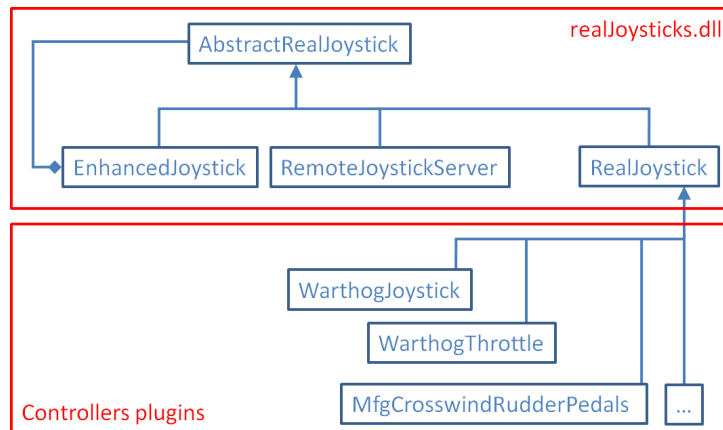 realJoysticks.dll
AbstractRealJoystick
EnhancedJoystick
RemoteJoystickServer
RealJoystick
WarthogJoystick
WarthogThrottle
MfgCrosswindRudderPedals
...
Controllers plugins